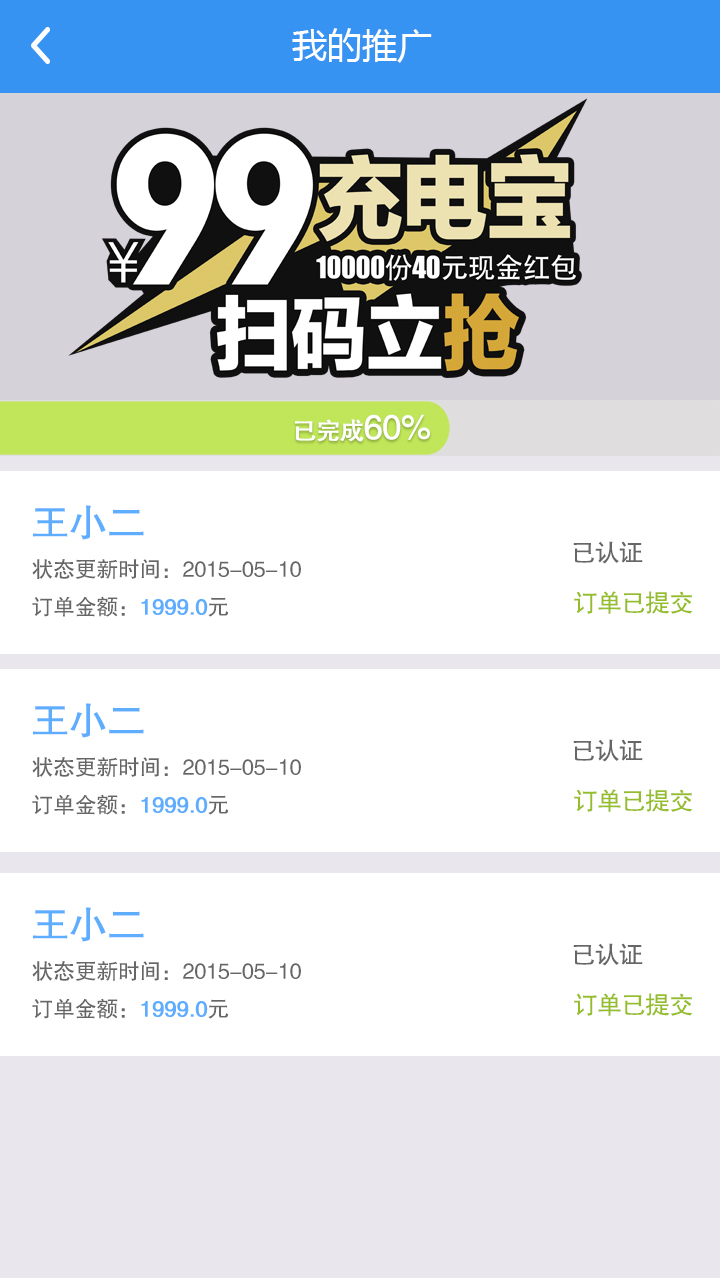 我的推广
¥99充电宝
10000份40元现金红包
扫码立抢
已完成60%
王小二
状态更新时间：2015-05-10
已认证
订单金额：1999.0元
订单已提交
王小二
状态更新时间：2015-05-10
已认证
订单金额：1999.0元
订单已提交
王小二
状态更新时间：2015-05-10
已认证
订单金额：1999.0元
订单已提交